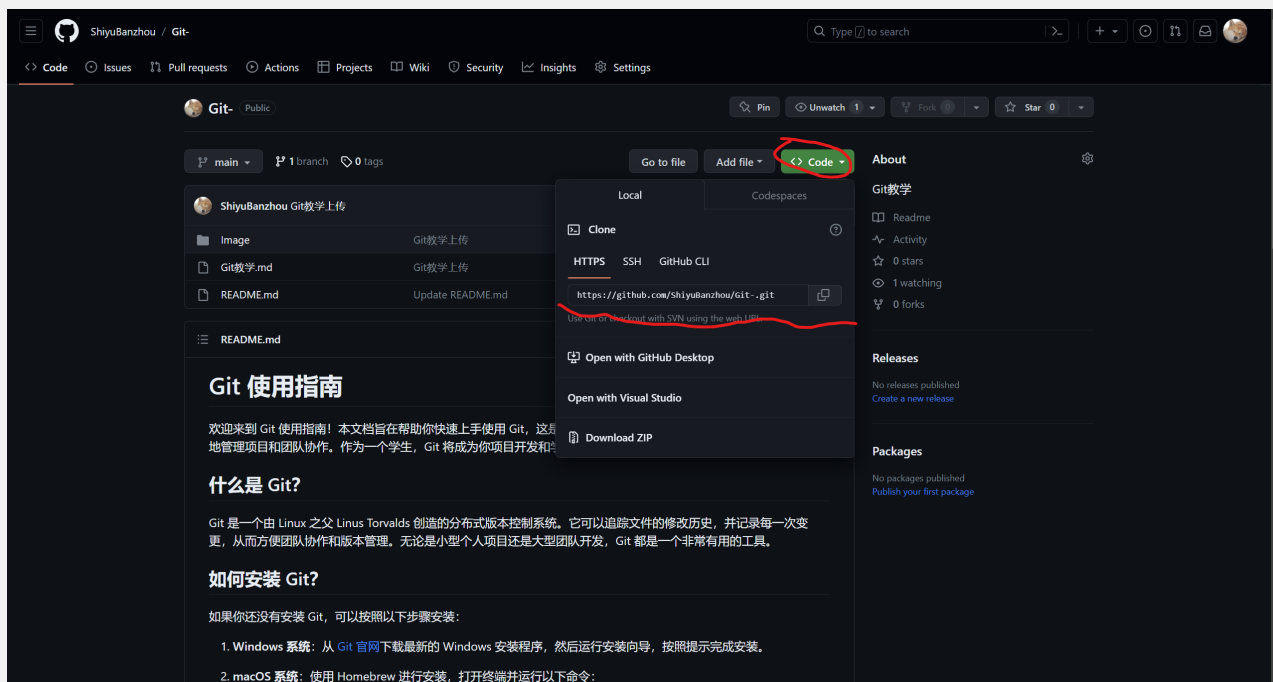 ShiyuBanzhou / Git-
Type / to search
Code Issues Pull requests Actions Projects Wiki Security Insights Settings
Git- Public
Pin Unwatch 1 Fork 0 Star 0
main 1 branch 0 tags
Go to file Add file Code
Local Codespaces
Clone
HTTPS SSH GitHub CLI
https://github.com/ShiyuBanzhou/Git-.git
Use Git or checkout with SVN using the web URL.
Open with GitHub Desktop
Open with Visual Studio
Download ZIP
ShiyuBanzhou Git教学上传
Image Git教学上传
Git教学.md Git教学上传
README.md Update README.md
README.md
Git 使用指南
欢迎来到 Git 使用指南！本文档旨在帮助你快速上手使用 Git，这是
地管理项目和团队协作。作为一个学生，Git 将成为你项目开发和学
什么是 Git?
Git 是一个由 Linux 之父 Linus Torvalds 创造的分布式版本控制系统。它可以追踪文件的修改历史，并记录每一次变
更，从而方便团队协作和版本管理。无论是小型个人项目还是大型团队开发，Git 都是一个非常有用的工具。
如何安装 Git?
如果你还没有安装 Git，可以按照以下步骤安装：
1. Windows 系统：从 Git 官网下载最新的 Windows 安装程序，然后运行安装向导，按照提示完成安装。
2. macOS 系统：使用 Homebrew 进行安装，打开终端并运行以下命令：
About
Git教学
Readme
Activity
0 stars
1 watching
0 forks
Releases
No releases published
Create a new release
Packages
No packages published
Publish your first package